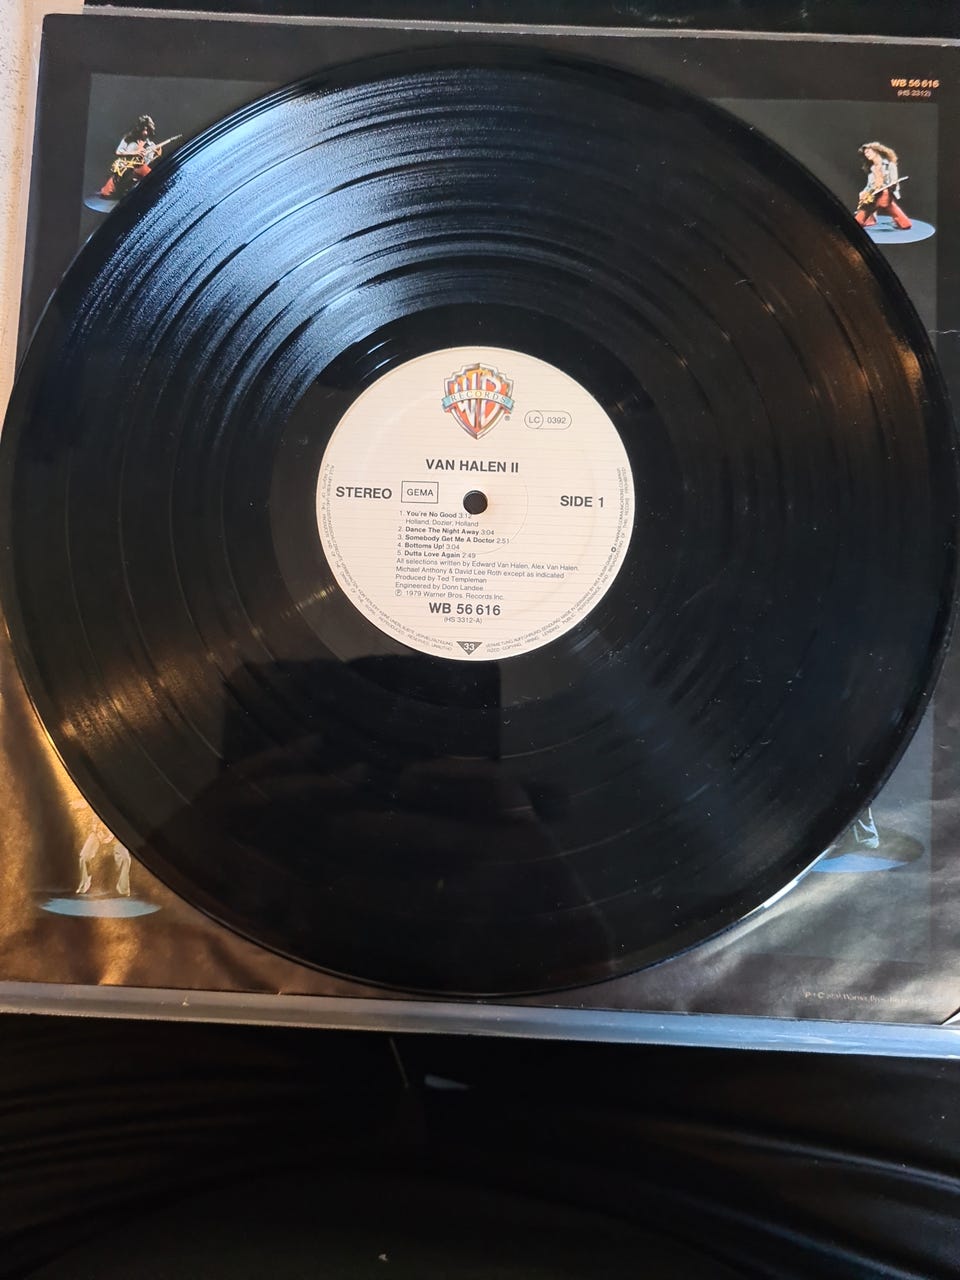 WB 56 616
(HS 3312)
RECORDS
®
LC 0392
VAN HALEN II
STEREO
GEMA
SIDE 1
1. You're No Good 3:12
Holland, Dozier, Holland
2. Dance The Night Away 3:04
3. Somebody Get Me A Doctor 2:51
4. Bottoms Up! 3:04
5. Outta Love Again 2:49
All selections written by Edward Van Halen, Alex Van Halen,
Michael Anthony & David Lee Roth except as indicated
Produced by Ted Templeman
Engineered by Donn Landee
℗ 1979 Warner Bros. Records Inc.
WB 56 616
(HS 3312-A)
33